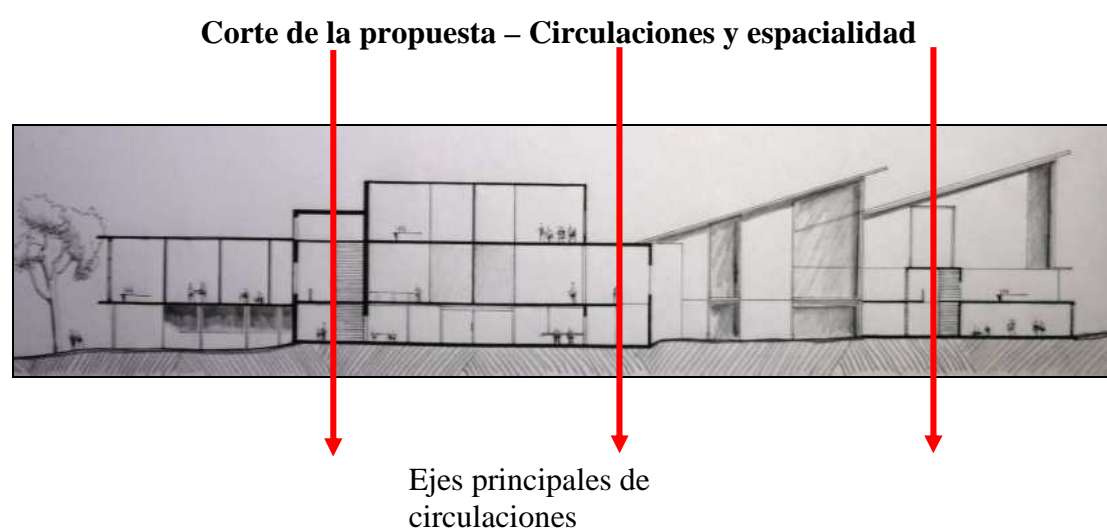 Corte de la propuesta – Circulaciones y espacialidad
Ejes principales de
circulaciones